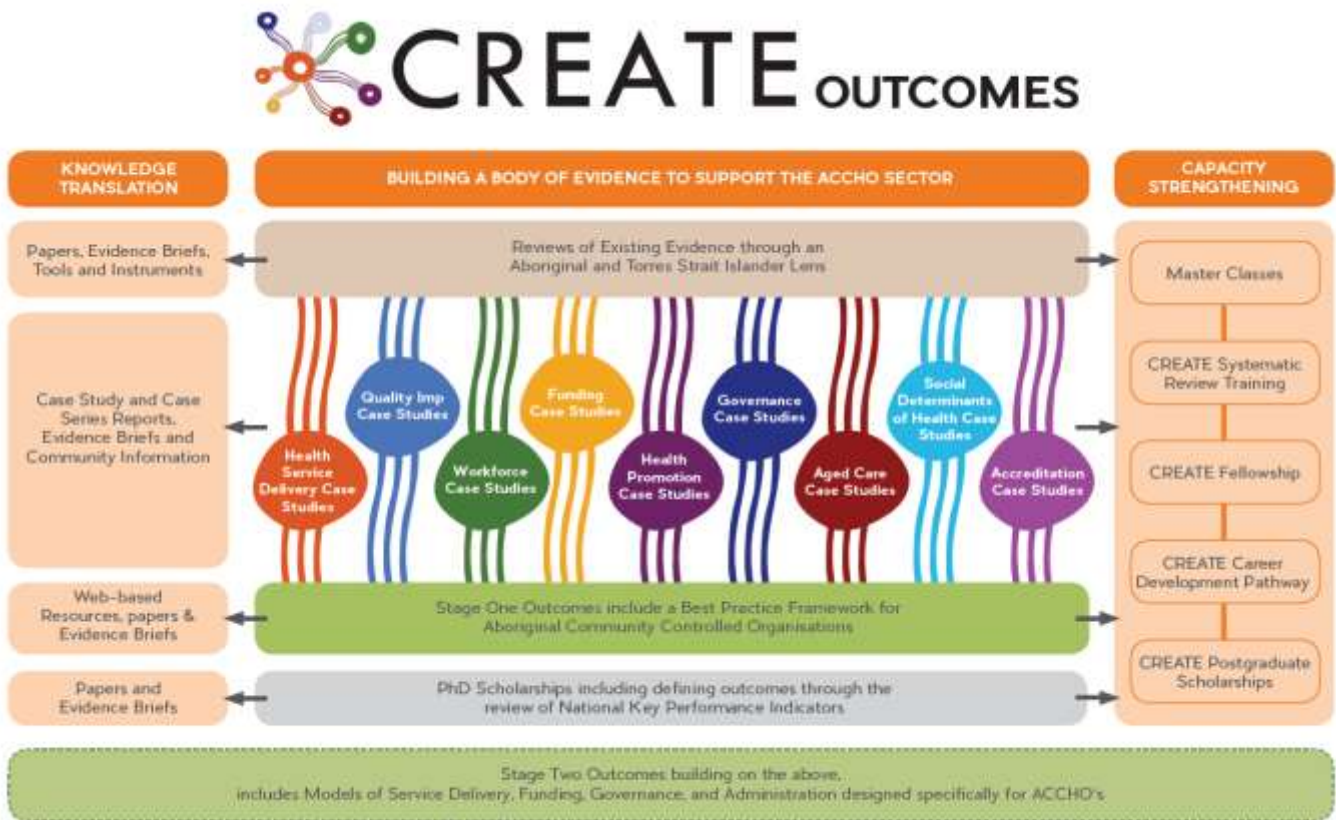 CREATE OUTCOMES
KNOWLEDGE
TRANSLATION
BUILDING A BODY OF EVIDENCE TO SUPPORT THE ACCHO SECTOR
CAPACITY
STRENGTHENING
Papers, Evidence Briefs,
Tools and Instruments
Reviews of Existing Evidence through an
Aboriginal and Torres Strait Islander Lens
Case Study and Case
Series Reports,
Evidence Briefs and
Community Information
Health
Service
Delivery Case
Studies
Quality Imp
Case Studies
Workforce
Case Studies
Funding
Case Studies
Health
Promotion
Case Studies
Governance
Case Studies
Aged Care
Case Studies
Social
Determinants
of Health Case
Studies
Accreditation
Case Studies
Master Classes
CREATE Systematic
Review Training
CREATE Fellowship
CREATE Career
Development Pathway
CREATE Postgraduate
Scholarships
Web-based
Resources, papers &
Evidence Briefs
Stage One Outcomes include a Best Practice Framework for
Aboriginal Community Controlled Organisations
Papers and
Evidence Briefs
PhD Scholarships including defining outcomes through the
review of National Key Performance Indicators
Stage Two Outcomes building on the above,
includes Models of Service Delivery, Funding, Governance, and Administration designed specifically for ACCHO's